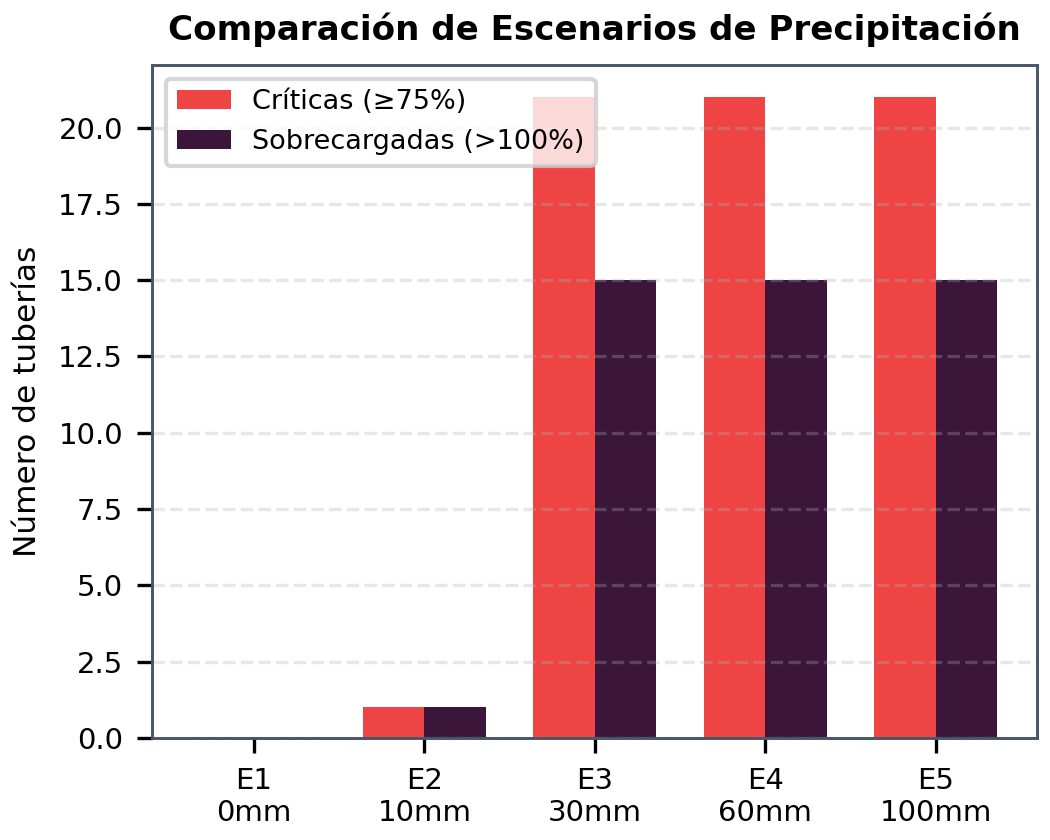 Comparación de Escenarios de Precipitación
Críticas (≥75%)
Sobrecargadas (>100%)
Número de tuberías
20.0
17.5
15.0
12.5
10.0
7.5
5.0
2.5
0.0
E1
0mm
E2
10mm
E3
30mm
E4
60mm
E5
100mm